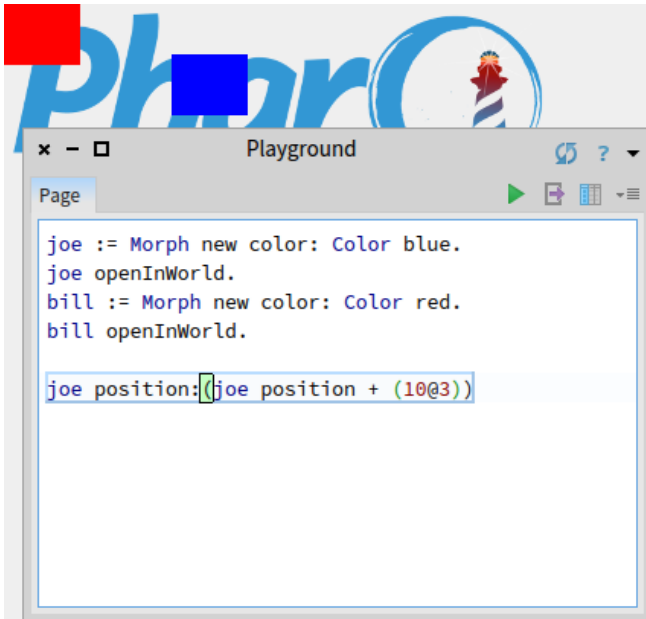 Pharo
Playground
?
Page
joe := Morph new color: Color blue.
joe openInWorld.
bill := Morph new color: Color red.
bill openInWorld.
joe position:(joe position + (10@3))